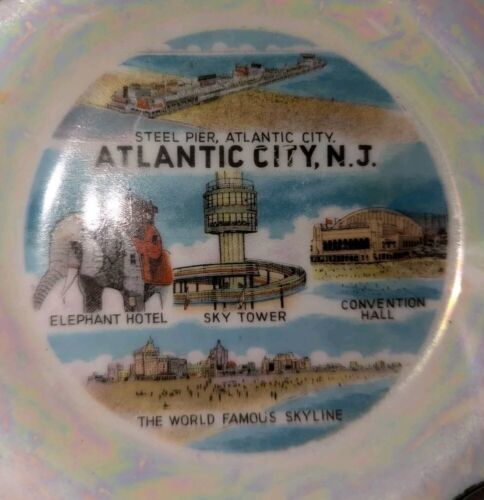 STEEL PIER, ATLANTIC CITY.
ATLANTIC CITY, N.J.
ELEPHANT HOTEL
SKY TOWER
CONVENTION
HALL
THE WORLD FAMOUS SKYLINE